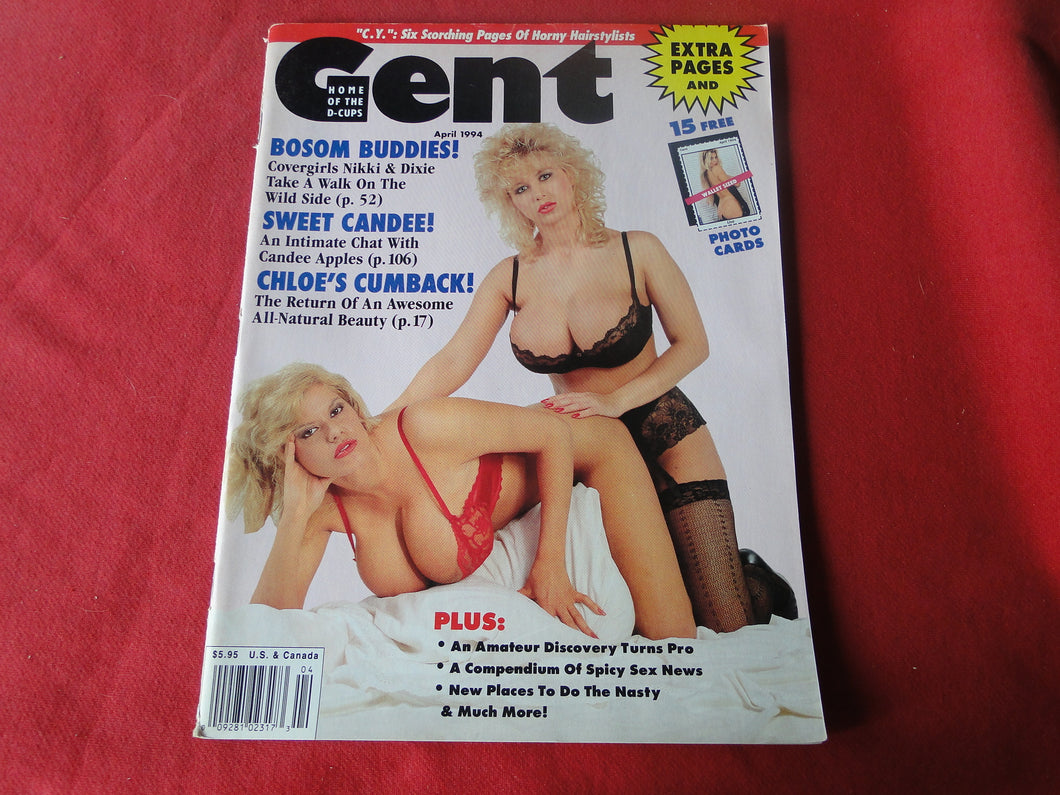 "C.Y.": Six Scorching Pages Of Horny Hairstylists
Gent
HOME
OF THE
D-CUPS
April 1994
EXTRA
PAGES
AND
15 FREE
WALLET SIZED
PHOTO
CARDS
BOSOM BUDDIES!
Covergirls Nikki & Dixie
Take A Walk On The
Wild Side (p. 52)
SWEET CANDEE!
An Intimate Chat With
Candee Apples (p. 106)
CHLOE'S CUMBACK!
The Return Of An Awesome
All-Natural Beauty (p. 17)
PLUS:
• An Amateur Discovery Turns Pro
• A Compendium Of Spicy Sex News
• New Places To Do The Nasty
& Much More!
$5.95 U.S. & Canada
04
09281 02317 3